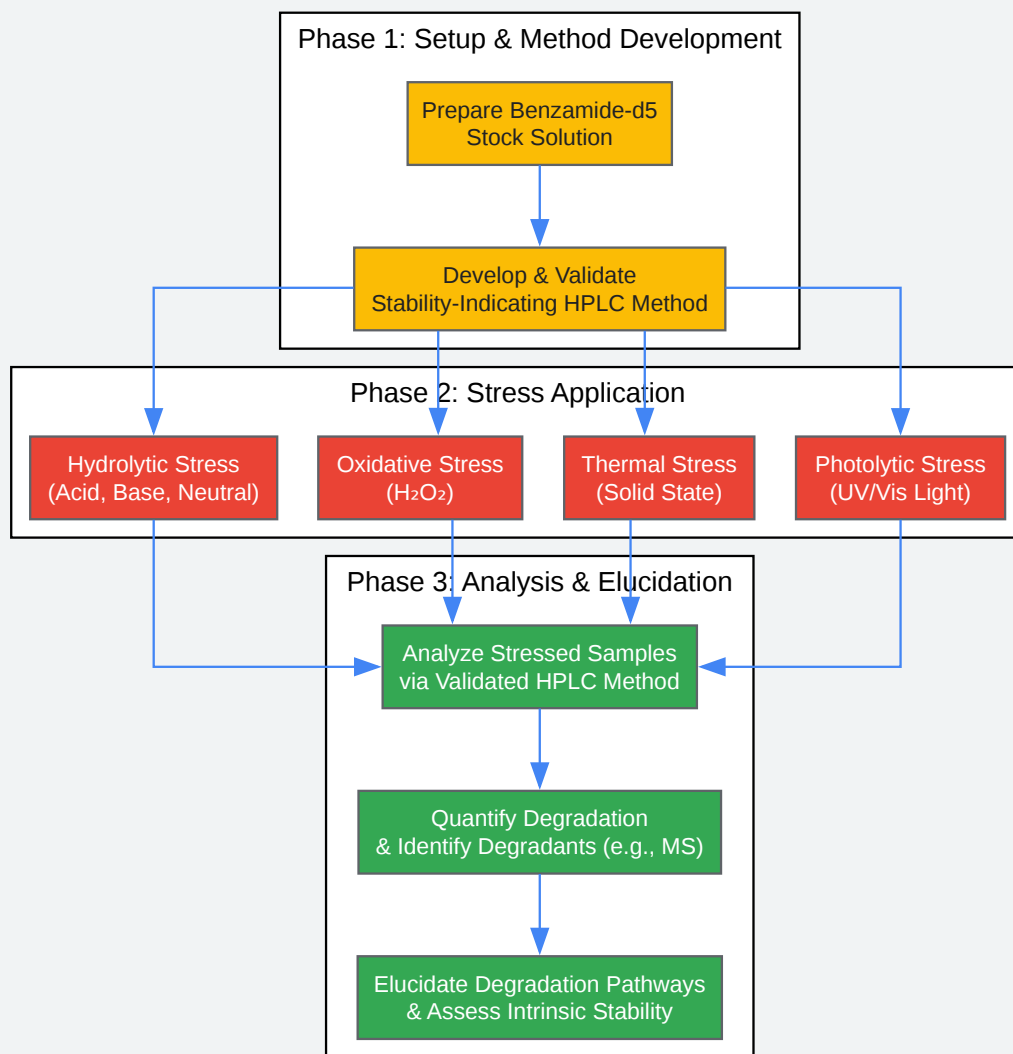 Phase 1: Setup & Method Development
Prepare Benzamide-d5
Stock Solution
Develop & Validate
Stability-Indicating HPLC Method
Phase 2: Stress Application
Hydrolytic Stress
(Acid, Base, Neutral)
Oxidative Stress
(H₂O₂)
Thermal Stress
(Solid State)
Photolytic Stress
(UV/Vis Light)
Phase 3: Analysis & Elucidation
Analyze Stressed Samples
via Validated HPLC Method
Quantify Degradation
& Identify Degradants (e.g., MS)
Elucidate Degradation Pathways
& Assess Intrinsic Stability